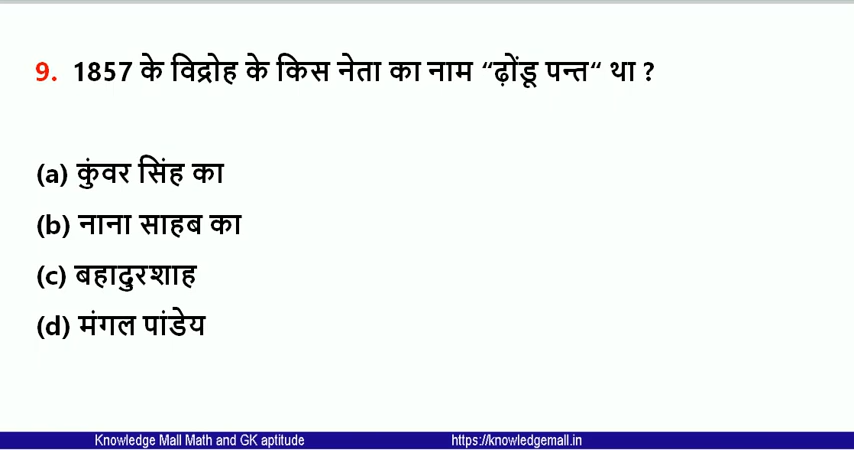 9. 1857 के विद्रोह के किस नेता का नाम “ढ़ोंडू पन्त“ था ?
(a) कुंवर सिंह का
(b) नाना साहब का
(c) बहादुरशाह
(d) मंगल पांडेय
Knowledge Mall Math and GK aptitude https://knowledgemall.in